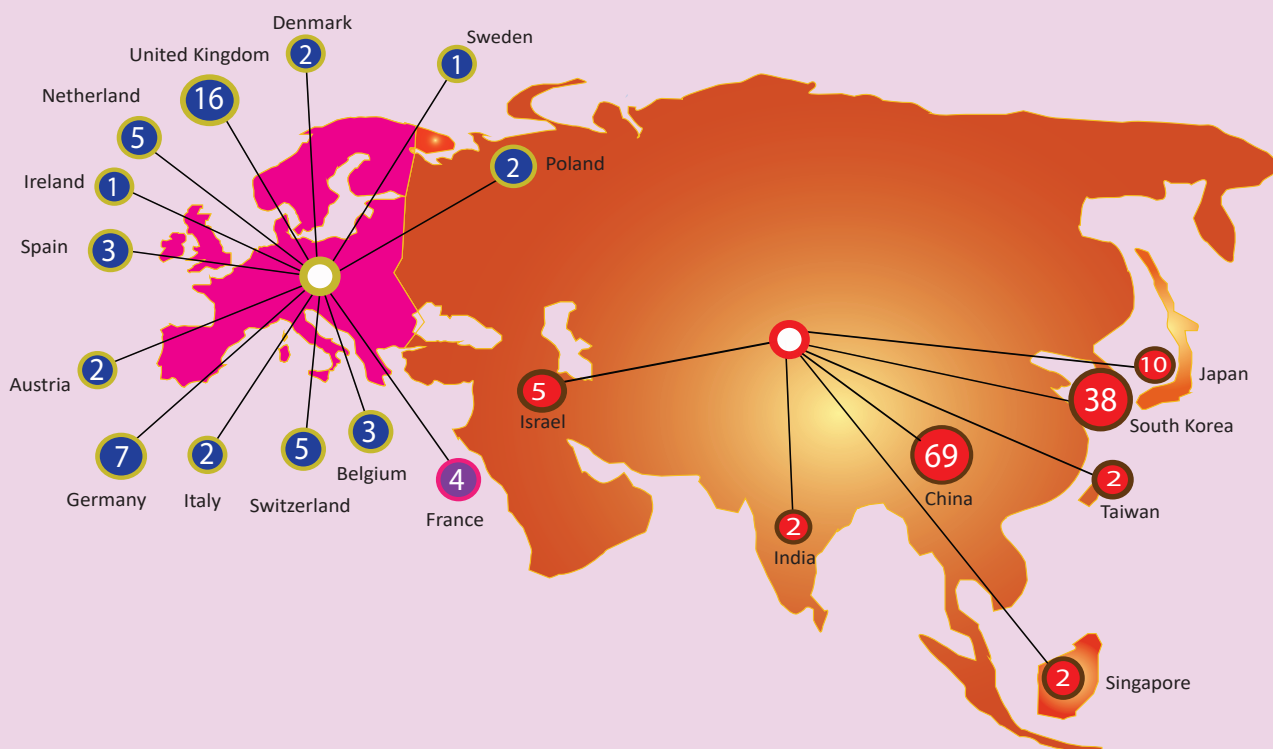 Denmark
2
Sweden
1
United Kingdom
16
Netherland
5
Poland
2
Ireland
1
Spain
3
Austria
2
Germany
7
Italy
2
Switzerland
5
Belgium
3
France
4
Israel
5
Japan
10
South Korea
38
China
69
Taiwan
2
India
2
Singapore
2